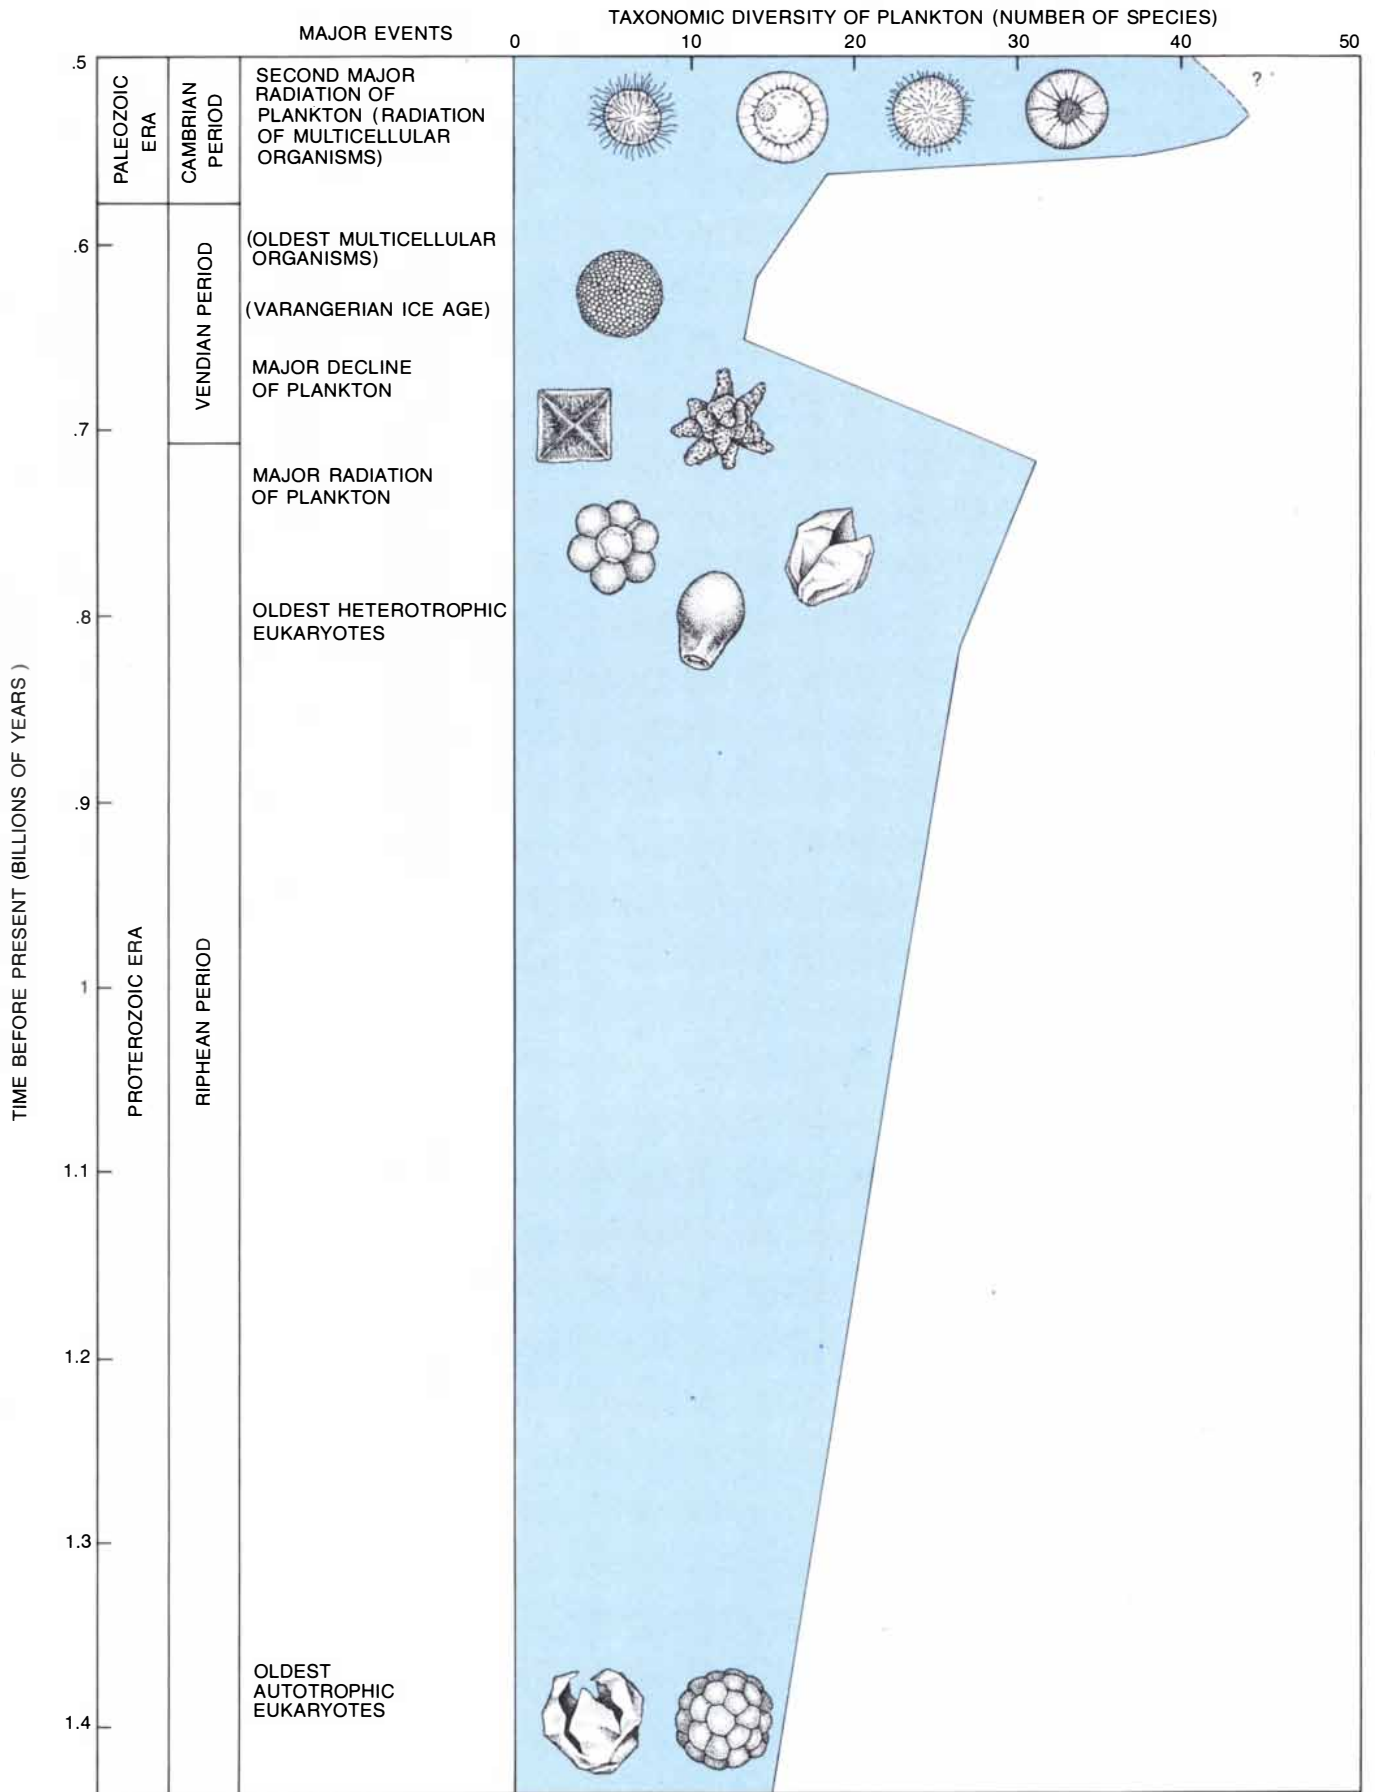 TAXONOMIC DIVERSITY OF PLANKTON (NUMBER OF SPECIES)
MAJOR EVENTS
0 10 20 30 40 50
.5
PALEOZOIC
ERA
CAMBRIAN
PERIOD
SECOND MAJOR
RADIATION OF
PLANKTON (RADIATION
OF MULTICELLULAR
ORGANISMS)
?
.6
(OLDEST MULTICELLULAR
ORGANISMS)
(VARANGERIAN ICE AGE)
VENDIAN PERIOD
MAJOR DECLINE
OF PLANKTON
.7
MAJOR RADIATION
OF PLANKTON
.8
OLDEST HETEROTROPHIC
EUKARYOTES
TIME BEFORE PRESENT (BILLIONS OF YEARS )
.9
1
PROTEROZOIC ERA
RIPHEAN PERIOD
1.1
1.2
1.3
1.4
OLDEST
AUTOTROPHIC
EUKARYOTES